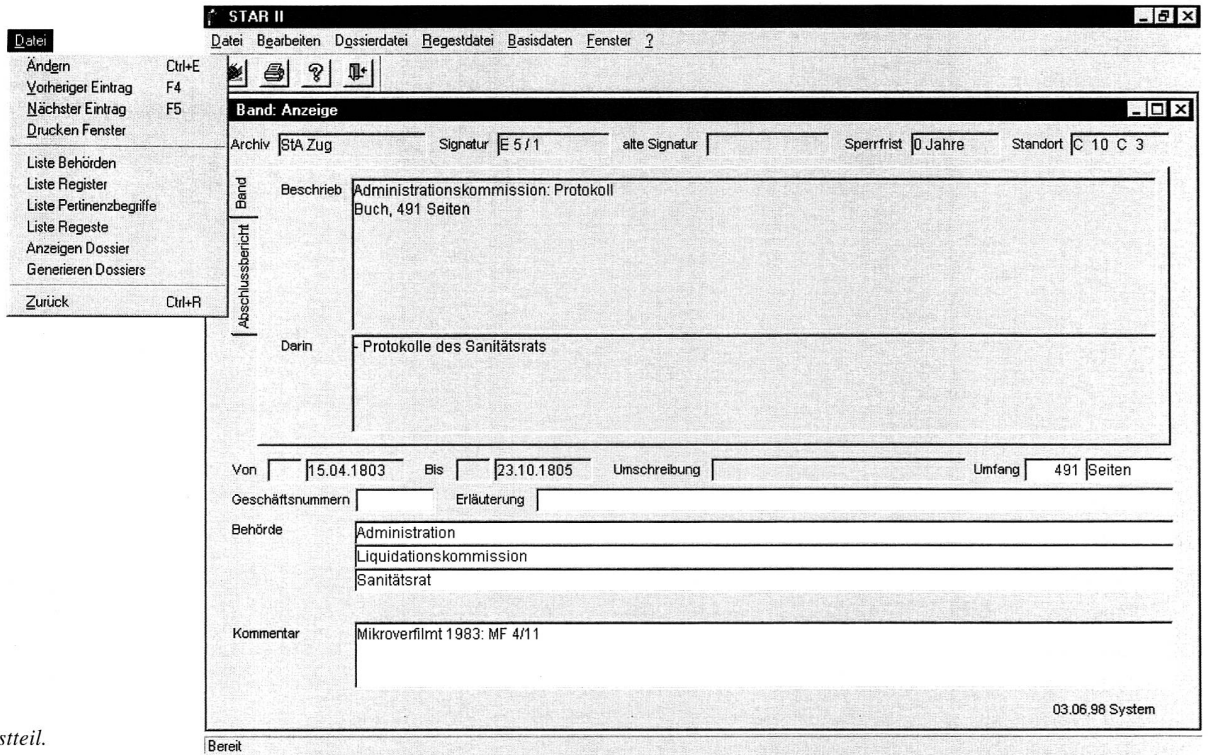 Datei
Ändern Ctrl+E
Vorheriger Eintrag F4
Nächster Eintrag F5
Drucken Fenster
Liste Behörden
Liste Register
Liste Pertinenzbegriffe
Liste Regeste
Anzeigen Dossier
Generieren Dossiers
Zurück Ctrl+R
STAR II
Datei Bearbeiten Dossierdatei Regestdatei Basisdaten Fenster ?
Band: Anzeige
Archiv StA Zug Signatur E 5 / 1 alte Signatur Sperrfrist 0 Jahre Standort C 10 C 3
Band
Abschlussbericht
Beschrieb Administrationskommission: Protokoll
Buch, 491 Seiten
Darin - Protokolle des Sanitätsrats
Von 15.04.1803 Bis 23.10.1805 Umschreibung Umfang 491 Seiten
Geschäftsnummern Erläuterung
Behörde Administration
Liquidationskommission
Sanitätsrat
Kommentar Mikroverfilmt 1983: MF 4/11
03.06.98 System
Bereit
stteil.